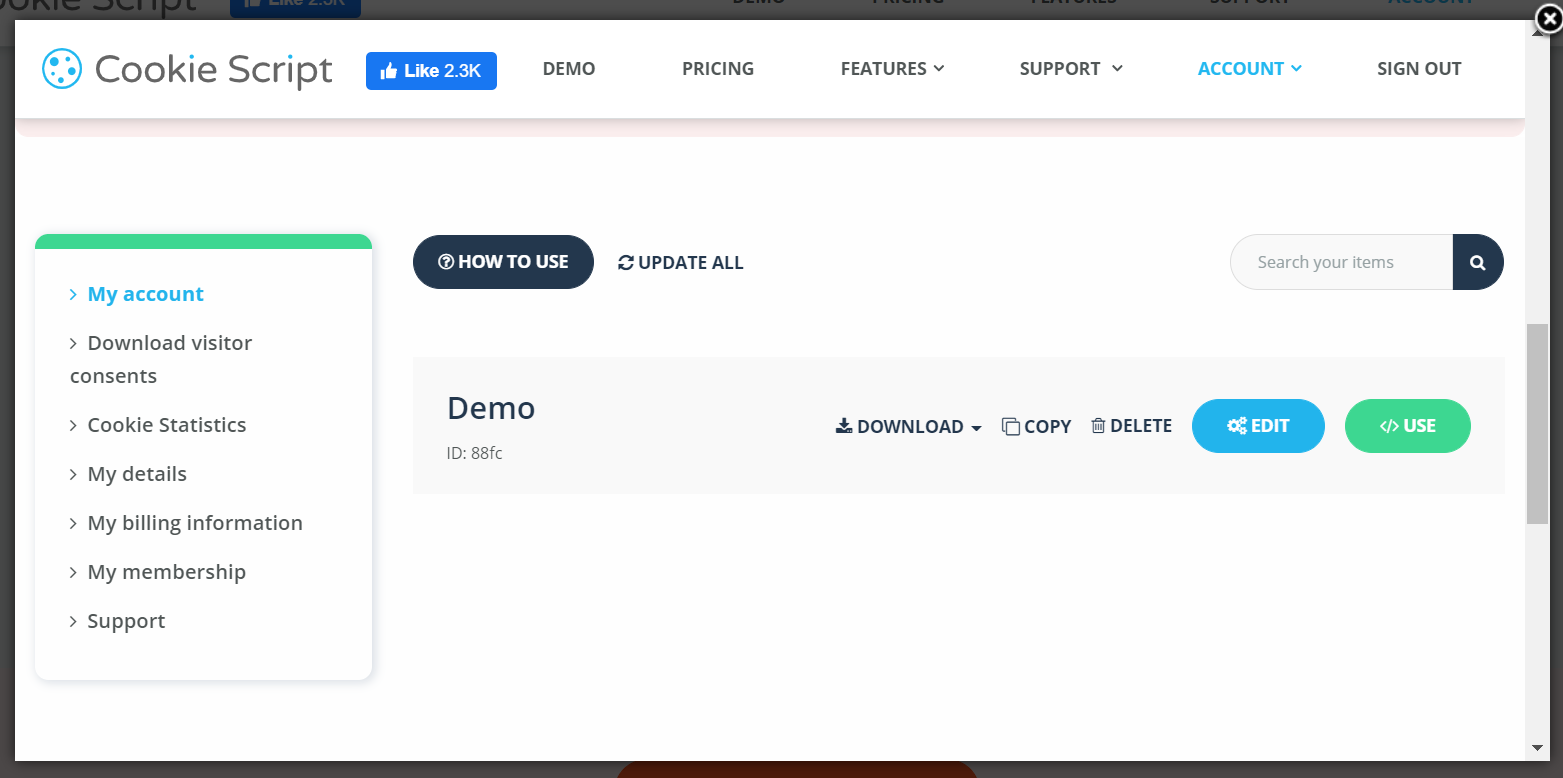 Cookie Script
Like 2.3K
DEMO
PRICING
FEATURES
SUPPORT
ACCOUNT
SIGN OUT
My account
Download visitor
consents
Cookie Statistics
My details
My billing information
My membership
Support
HOW TO USE
UPDATE ALL
Search your items
Demo
ID: 88fc
DOWNLOAD
COPY
DELETE
EDIT
</> USE